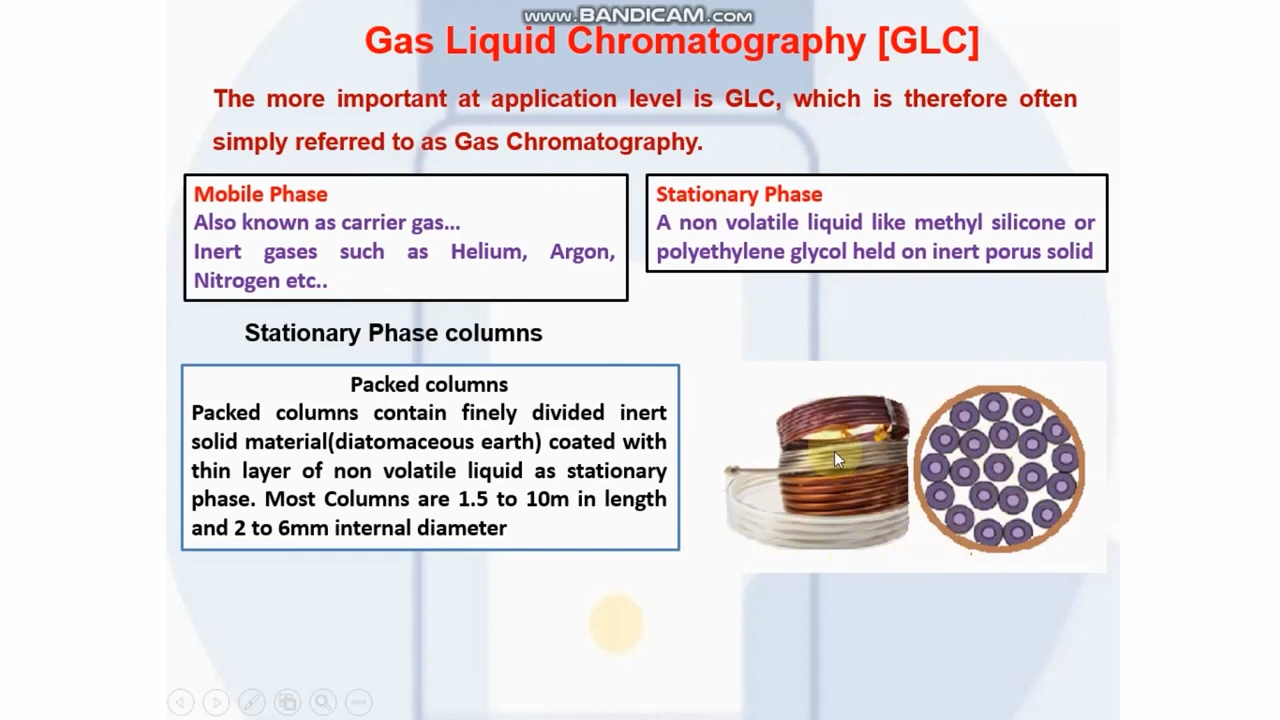 www.BANDICAM.com
Gas Liquid Chromatography [GLC]
The more important at application level is GLC, which is therefore often
simply referred to as Gas Chromatography.
Mobile Phase
Also known as carrier gas...
Inert gases such as Helium, Argon,
Nitrogen etc..
Stationary Phase
A non volatile liquid like methyl silicone or
polyethylene glycol held on inert porus solid
Stationary Phase columns
Packed columns
Packed columns contain finely divided inert
solid material(diatomaceous earth) coated with
thin layer of non volatile liquid as stationary
phase. Most Columns are 1.5 to 10m in length
and 2 to 6mm internal diameter